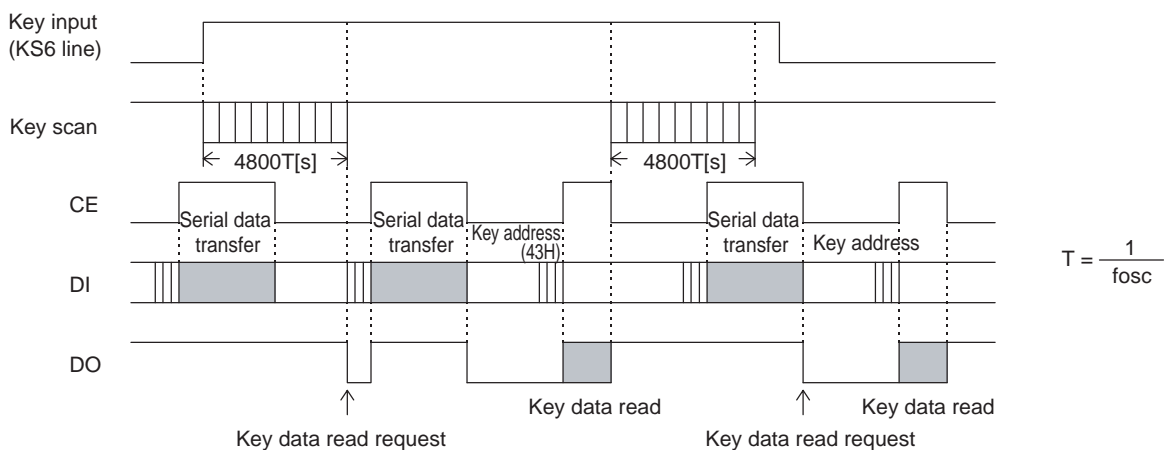 Key input
(KS6 line)
Key scan
4800T[s]
4800T[s]
CE
Serial data
transfer
Serial data
transfer
Key address
(43H)
Serial data
transfer
Key address
DI
T = 1
fosc
DO
Key data read
Key data read
Key data read request
Key data read request